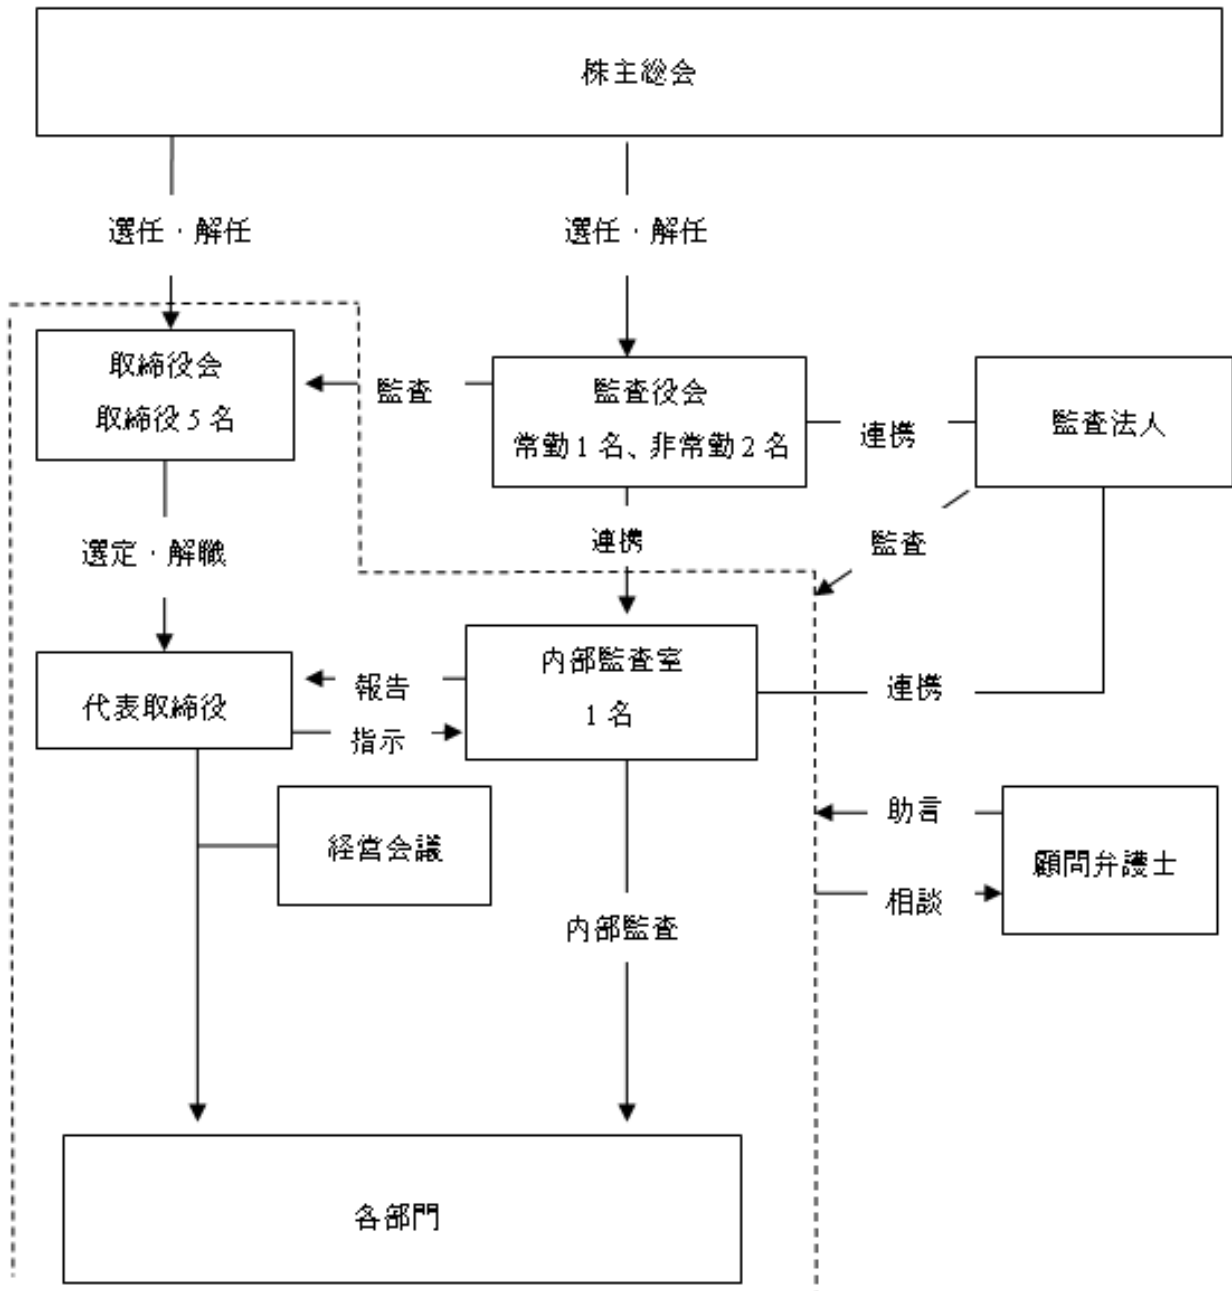 株主総会
選任・解任
選任・解任
取締役会
取締役5名
監査
監査役会
常勤1名、非常勤2名
連携
監査法人
選定・解職
連携
監査
代表取締役
報告
指示
内部監査室
1名
連携
経営会議
助言
相談
顧問弁護士
内部監査
各部門